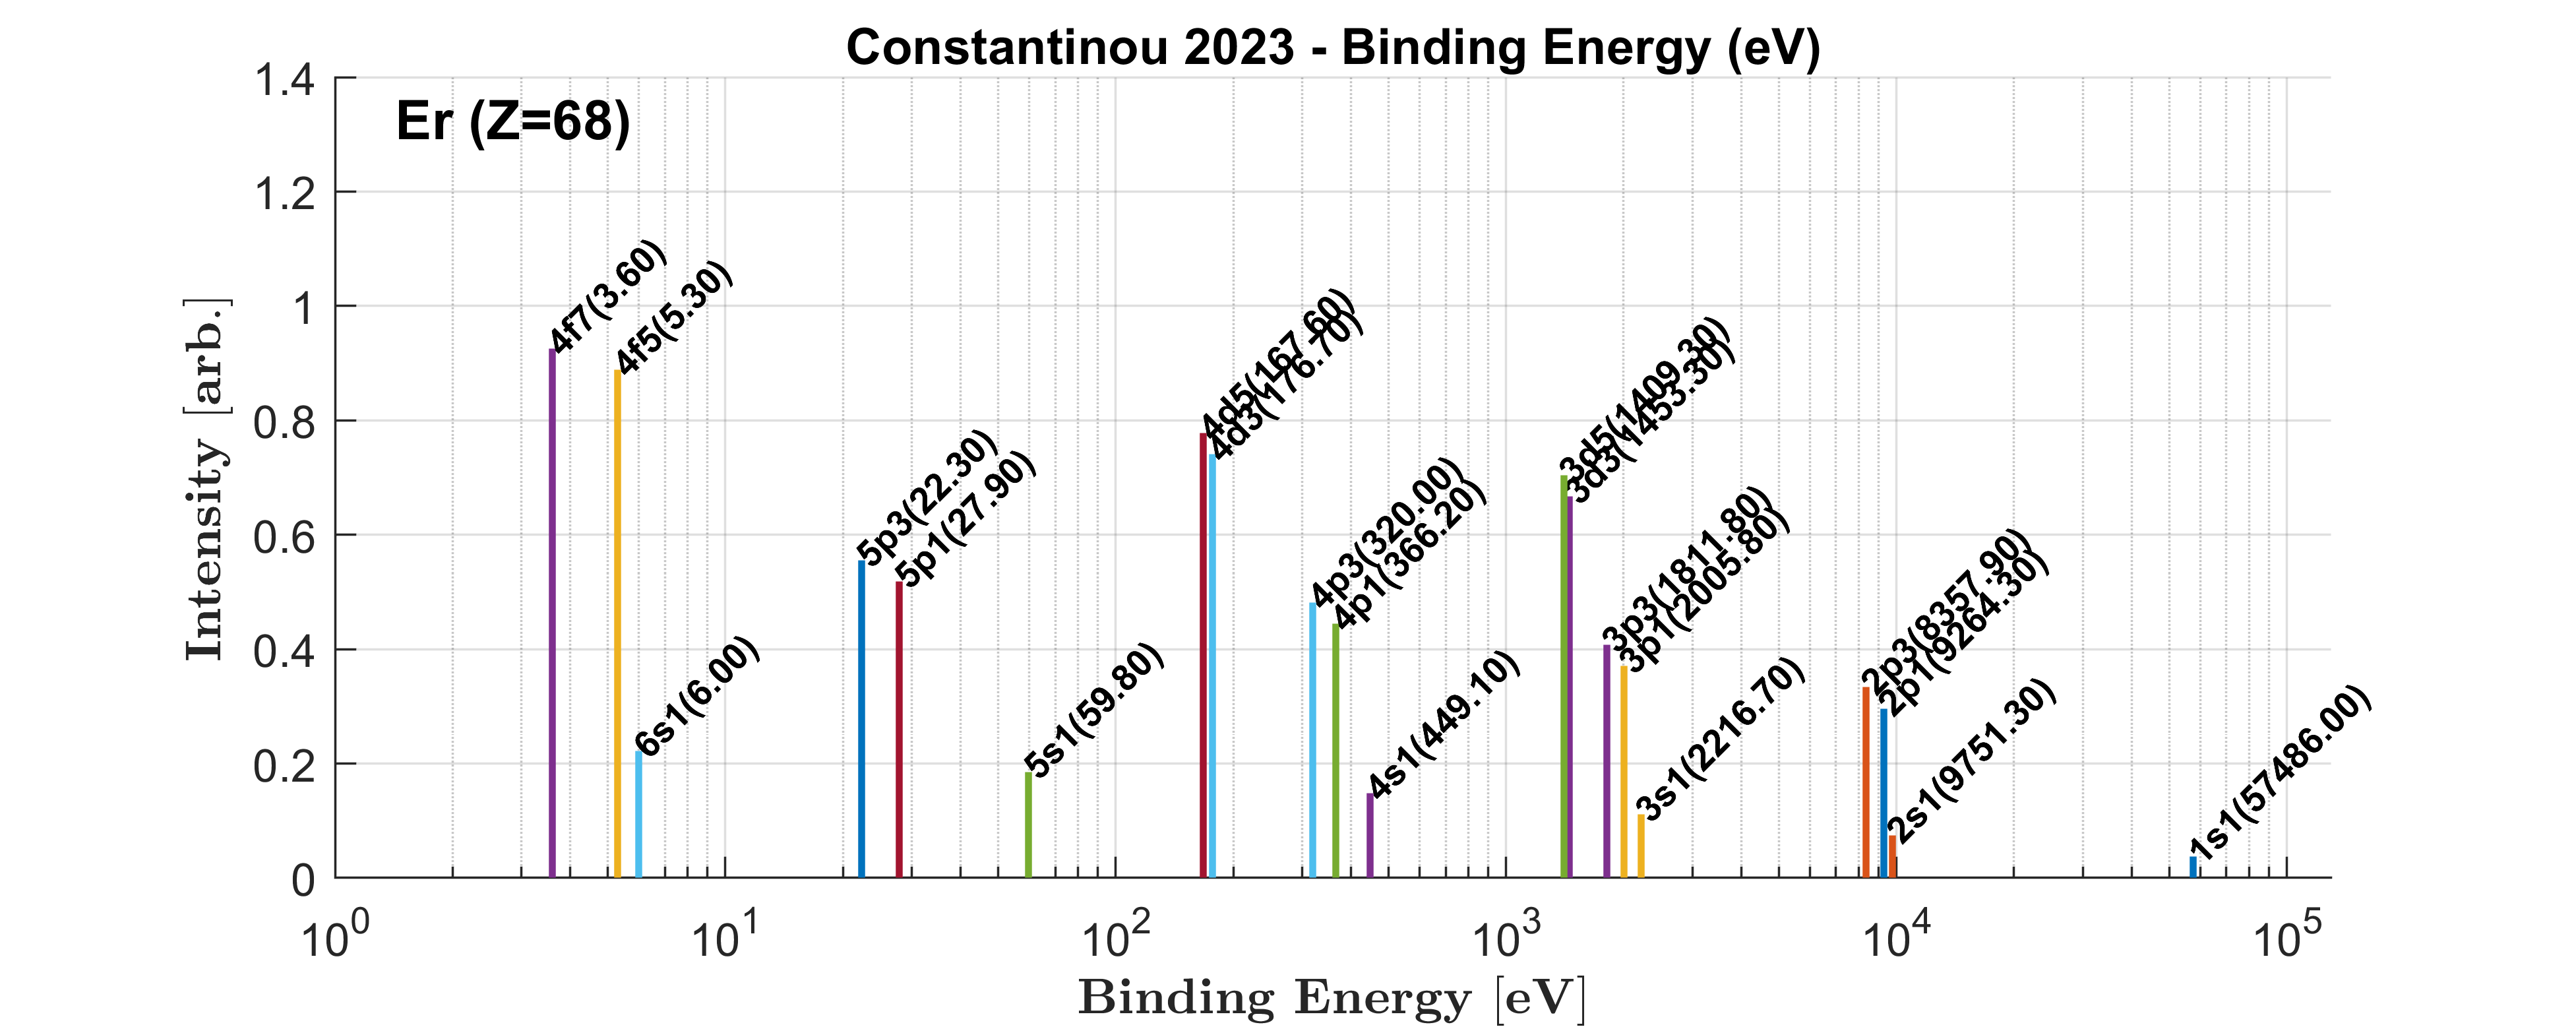 Constantinou 2023 - Binding Energy (eV)
Er (Z=68)
1.4
1.2
1
0.8
0.6
0.4
0.2
0
Intensity [arb.]
4f7(3.60)
4f5(5.30)
6s1(6.00)
5p3(22.30)
5p1(27.90)
5s1(59.80)
4d5(167.60)
4d3(176.70)
4p3(320.00)
4p1(366.20)
4s1(449.10)
3d5(1409.30)
3d3(1453.30)
3p3(1811.80)
3p1(2005.80)
3s1(2216.70)
2p3(8357.90)
2p1(9264.30)
2s1(9751.30)
1s1(57486.00)
10^0 10^1 10^2 10^3 10^4 10^5
Binding Energy [eV]